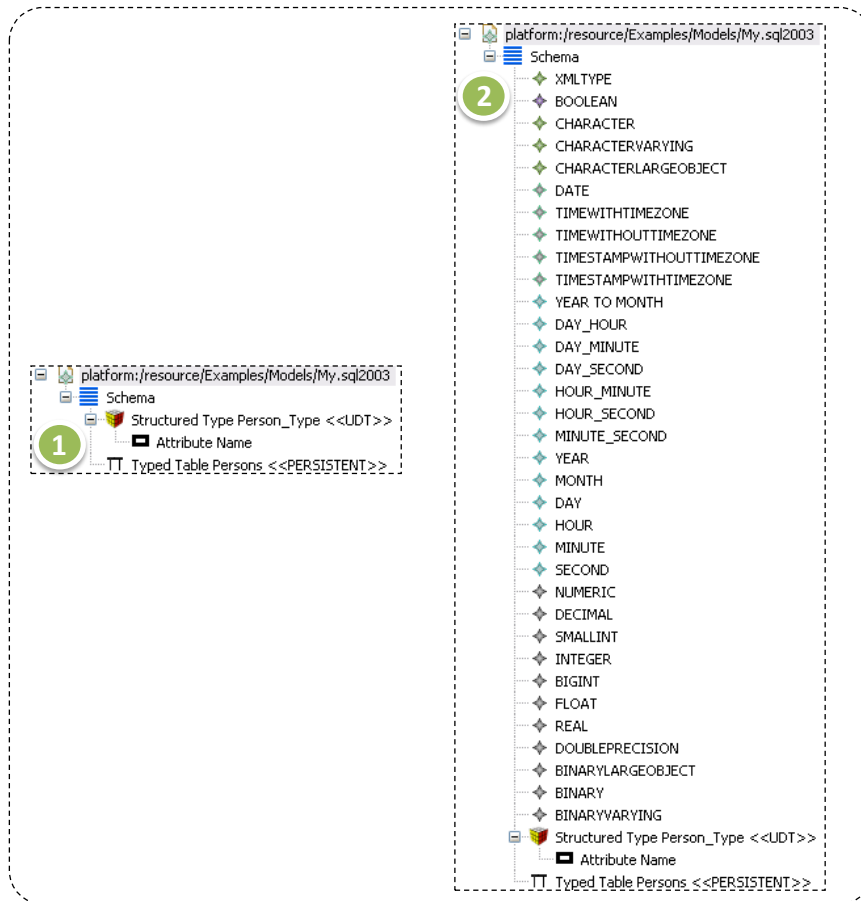 platform:/resource/Examples/Models/My.sql2003
Schema
Structured Type Person_Type <<UDT>>
1
Attribute Name
Typed Table Persons <<PERSISTENT>>
platform:/resource/Examples/Models/My.sql2003
Schema
2
XMLTYPE
BOOLEAN
CHARACTER
CHARACTERVARYING
CHARACTERLARGEOBJECT
DATE
TIMEWITHTIMEZONE
TIMEWITHOUTTIMEZONE
TIMESTAMPWITHOUTTIMEZONE
TIMESTAMPWITHTIMEZONE
YEAR TO MONTH
DAY_HOUR
DAY_MINUTE
DAY_SECOND
HOUR_MINUTE
HOUR_SECOND
MINUTE_SECOND
YEAR
MONTH
DAY
HOUR
MINUTE
SECOND
NUMERIC
DECIMAL
SMALLINT
INTEGER
BIGINT
FLOAT
REAL
DOUBLEPRECISION
BINARYLARGEOBJECT
BINARY
BINARYVARYING
Structured Type Person_Type <<UDT>>
Attribute Name
Typed Table Persons <<PERSISTENT>>